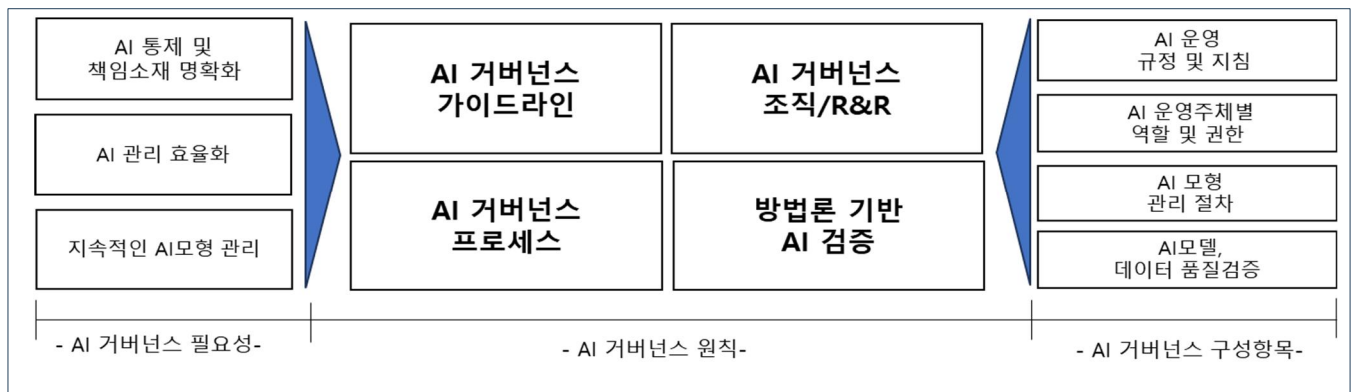 AI 통제 및
책임소재 명확화
AI 관리 효율화
지속적인 AI모형 관리
AI 거버넌스
가이드라인
AI 거버넌스
조직/R&R
AI 거버넌스
프로세스
방법론 기반
AI 검증
AI 운영
규정 및 지침
AI 운영주체별
역할 및 권한
AI 모형
관리 절차
AI모델,
데이터 품질검증
- AI 거버넌스 필요성-
- AI 거버넌스 원칙-
- AI 거버넌스 구성항목-